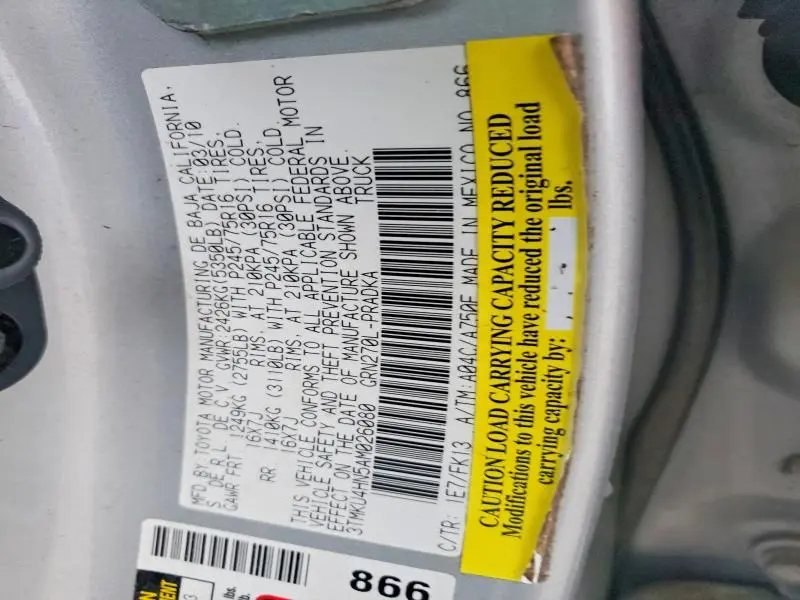 MFD. BY TOYOTA MOTOR MANUFACTURING DE BAJA CALIFORNIA,
S. DE R.L. DE C.V GVWR 2426KG(5350LB) DATE:03/10
GAWR FRT 1249KG (2755LB) WITH P245/75R16 TIRES.
16X7J RIMS, AT 210KPA (30PSI) COLD.
RR 1410KG (3110LB) WITH P245/75R16 TIRES.
16X7J RIMS, AT 210KPA (30PSI) COLD
THIS VEHICLE CONFORMS TO ALL APPLICABLE FEDERAL MOTOR
VEHICLE SAFETY AND THEFT PREVENTION STANDARDS IN
EFFECT ON THE DATE OF MANUFACTURE SHOWN ABOVE.
3TMKU4HN5AM026080 GRN270L-PRADKA TRUCK
C/TR: 1E7/FK13 A/TM:A04C/A750F MADE IN MEXICO NO 866
CAUTION LOAD CARRYING CAPACITY REDUCED
Modifications to this vehicle have reduced the original load
carrying capacity by: lbs.
866
lbs.
3